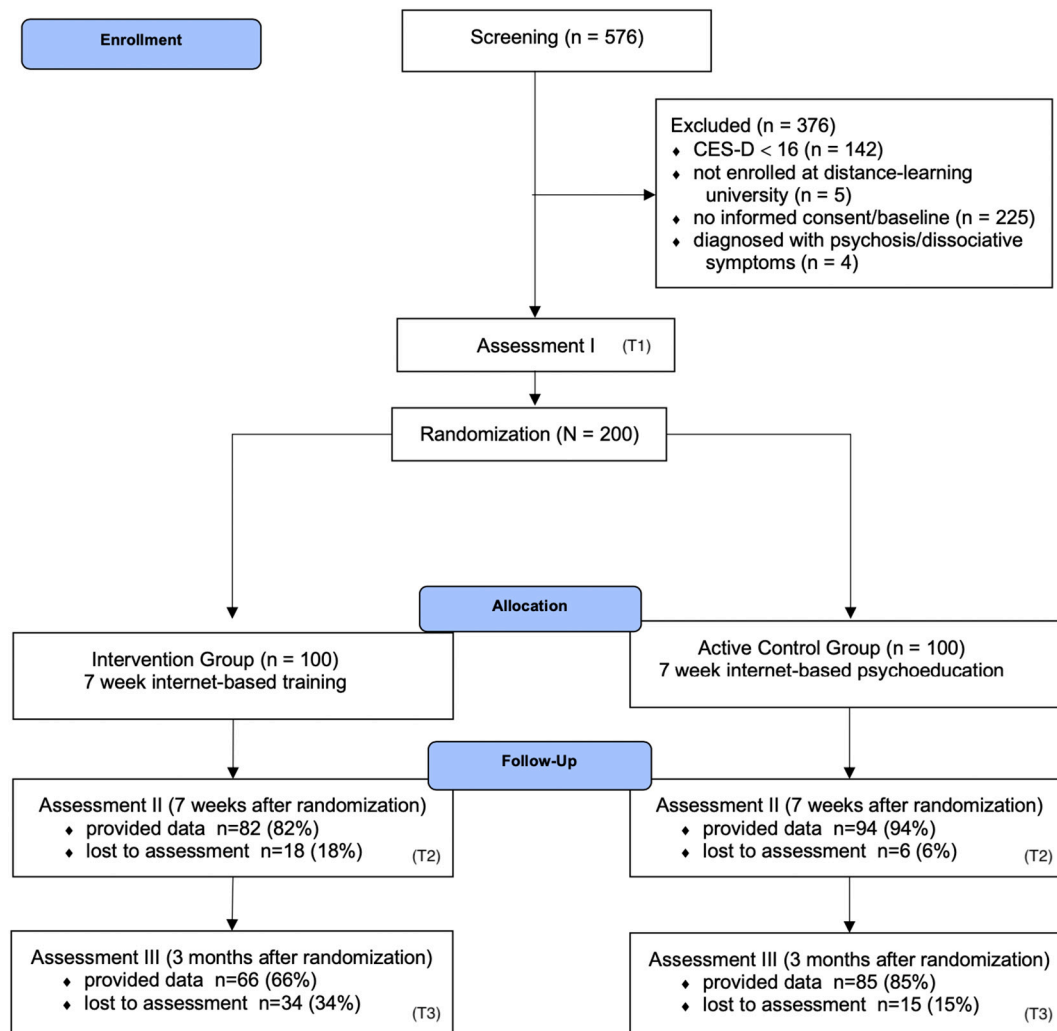 Enrollment
Screening (n = 576)
Excluded (n = 376)
♦ CES-D < 16 (n = 142)
♦ not enrolled at distance-learning
university (n = 5)
♦ no informed consent/baseline (n = 225)
♦ diagnosed with psychosis/dissociative
symptoms (n = 4)
Assessment I (T1)
Randomization (N = 200)
Allocation
Intervention Group (n = 100)
7 week internet-based training
Active Control Group (n = 100)
7 week internet-based psychoeducation
Follow-Up
Assessment II (7 weeks after randomization)
♦ provided data n=82 (82%)
♦ lost to assessment n=18 (18%)
(T2)
Assessment II (7 weeks after randomization)
♦ provided data n=94 (94%)
♦ lost to assessment n=6 (6%)
(T2)
Assessment III (3 months after randomization)
♦ provided data n=66 (66%)
♦ lost to assessment n=34 (34%)
(T3)
Assessment III (3 months after randomization)
♦ provided data n=85 (85%)
♦ lost to assessment n=15 (15%)
(T3)